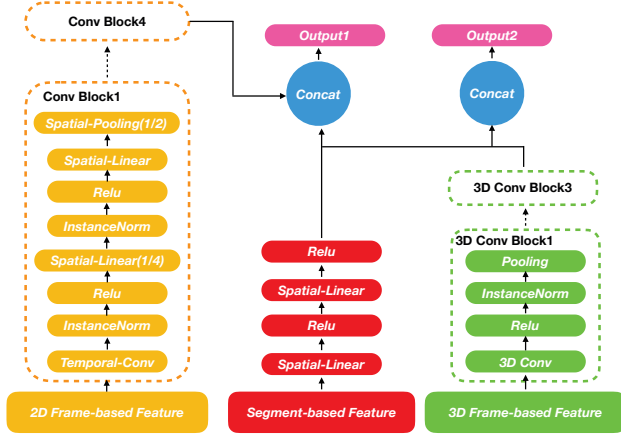 Conv Block4
Output1
Output2
Concat
Concat
Conv Block1
Spatial-Pooling(1/2)
Spatial-Linear
Relu
InstanceNorm
Spatial-Linear(1/4)
Relu
InstanceNorm
Temporal-Conv
2D Frame-based Feature
Relu
Spatial-Linear
Relu
Spatial-Linear
Segment-based Feature
3D Conv Block3
3D Conv Block1
Pooling
InstanceNorm
Relu
3D Conv
3D Frame-based Feature